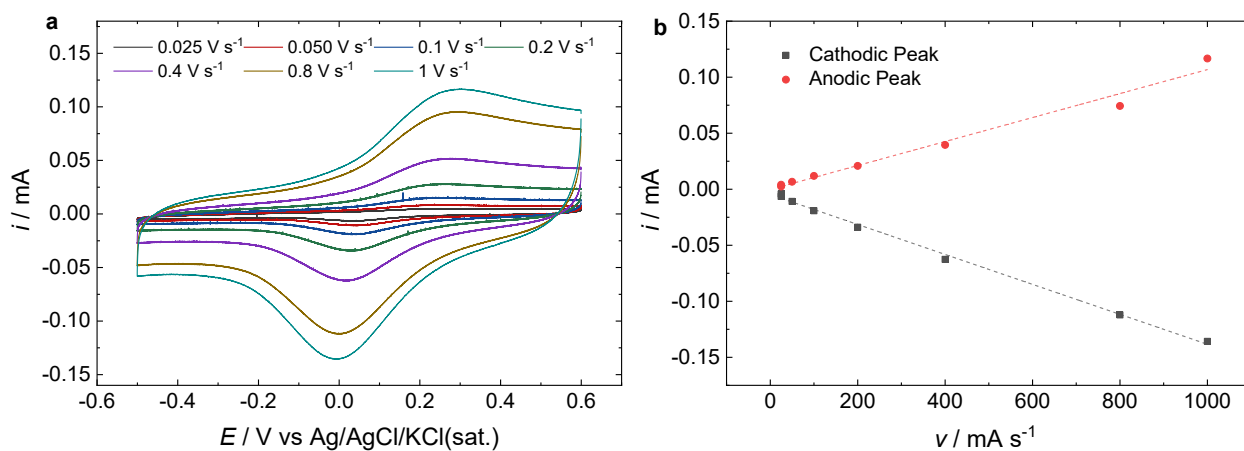 a
0.025 V s⁻¹ 0.050 V s⁻¹ 0.1 V s⁻¹ 0.2 V s⁻¹
0.4 V s⁻¹ 0.8 V s⁻¹ 1 V s⁻¹
0.15
0.10
0.05
0.00
-0.05
-0.10
-0.15
i / mA
-0.6 -0.4 -0.2 0.0 0.2 0.4 0.6
E / V vs Ag/AgCl/KCl(sat.)
b
Cathodic Peak
Anodic Peak
0.15
0.10
0.05
0.00
-0.05
-0.10
-0.15
i / mA
0 200 400 600 800 1000
v / mA s⁻¹